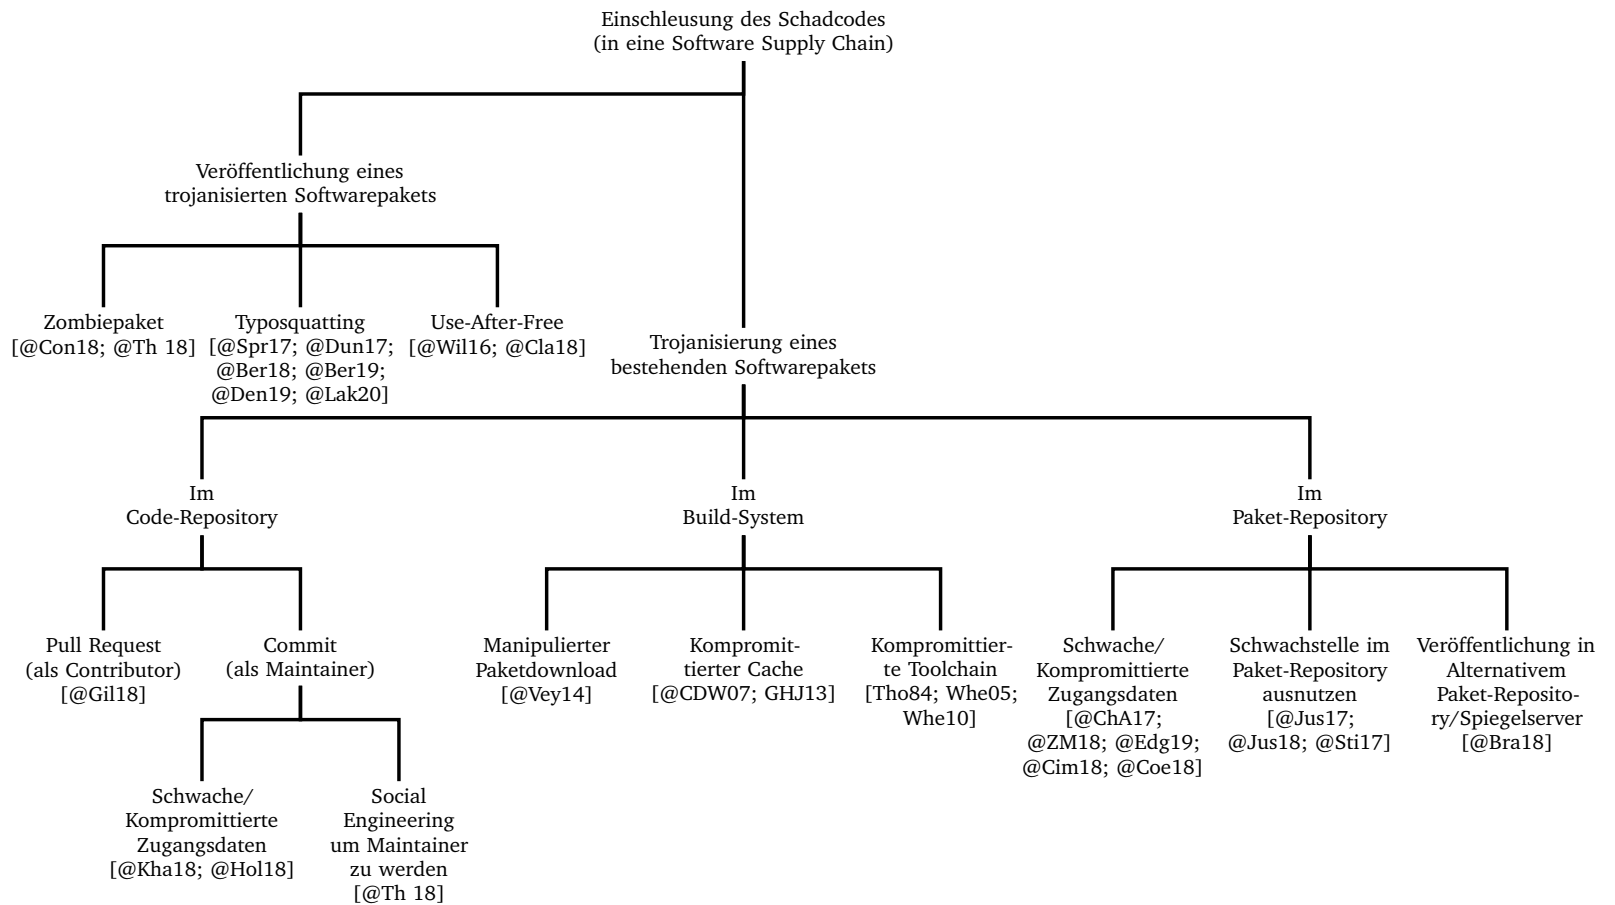 Einschleusung des Schadcodes
(in eine Software Supply Chain)
Veröffentlichung eines
trojanisierten Softwarepakets
Zombiepaket
[@Con18; @Th 18]
Typosquatting
[@Spr17; @Dun17;
@Ber18; @Ber19;
@Den19; @Lak20]
Use-After-Free
[@Wil16; @Cla18]
Trojanisierung eines
bestehenden Softwarepakets
Im
Code-Repository
Im
Build-System
Im
Paket-Repository
Pull Request
(als Contributor)
[@Gil18]
Commit
(als Maintainer)
Manipulierter
Paketdownload
[@Vey14]
Kompromit-
tierter Cache
[@CDW07; GHJ13]
Kompromittier-
te Toolchain
[Tho84; Whe05;
Whe10]
Schwache/
Kompromittierte
Zugangsdaten
[@ChA17;
@ZM18; @Edg19;
@Cim18; @Coe18]
Schwachstelle im
Paket-Repository
ausnutzen
[@Jus17;
@Jus18; @Sti17]
Veröffentlichung in
Alternativem
Paket-Reposito-
ry/Spiegelserver
[@Bra18]
Schwache/
Kompromittierte
Zugangsdaten
[@Kha18; @Hol18]
Social
Engineering
um Maintainer
zu werden
[@Th 18]